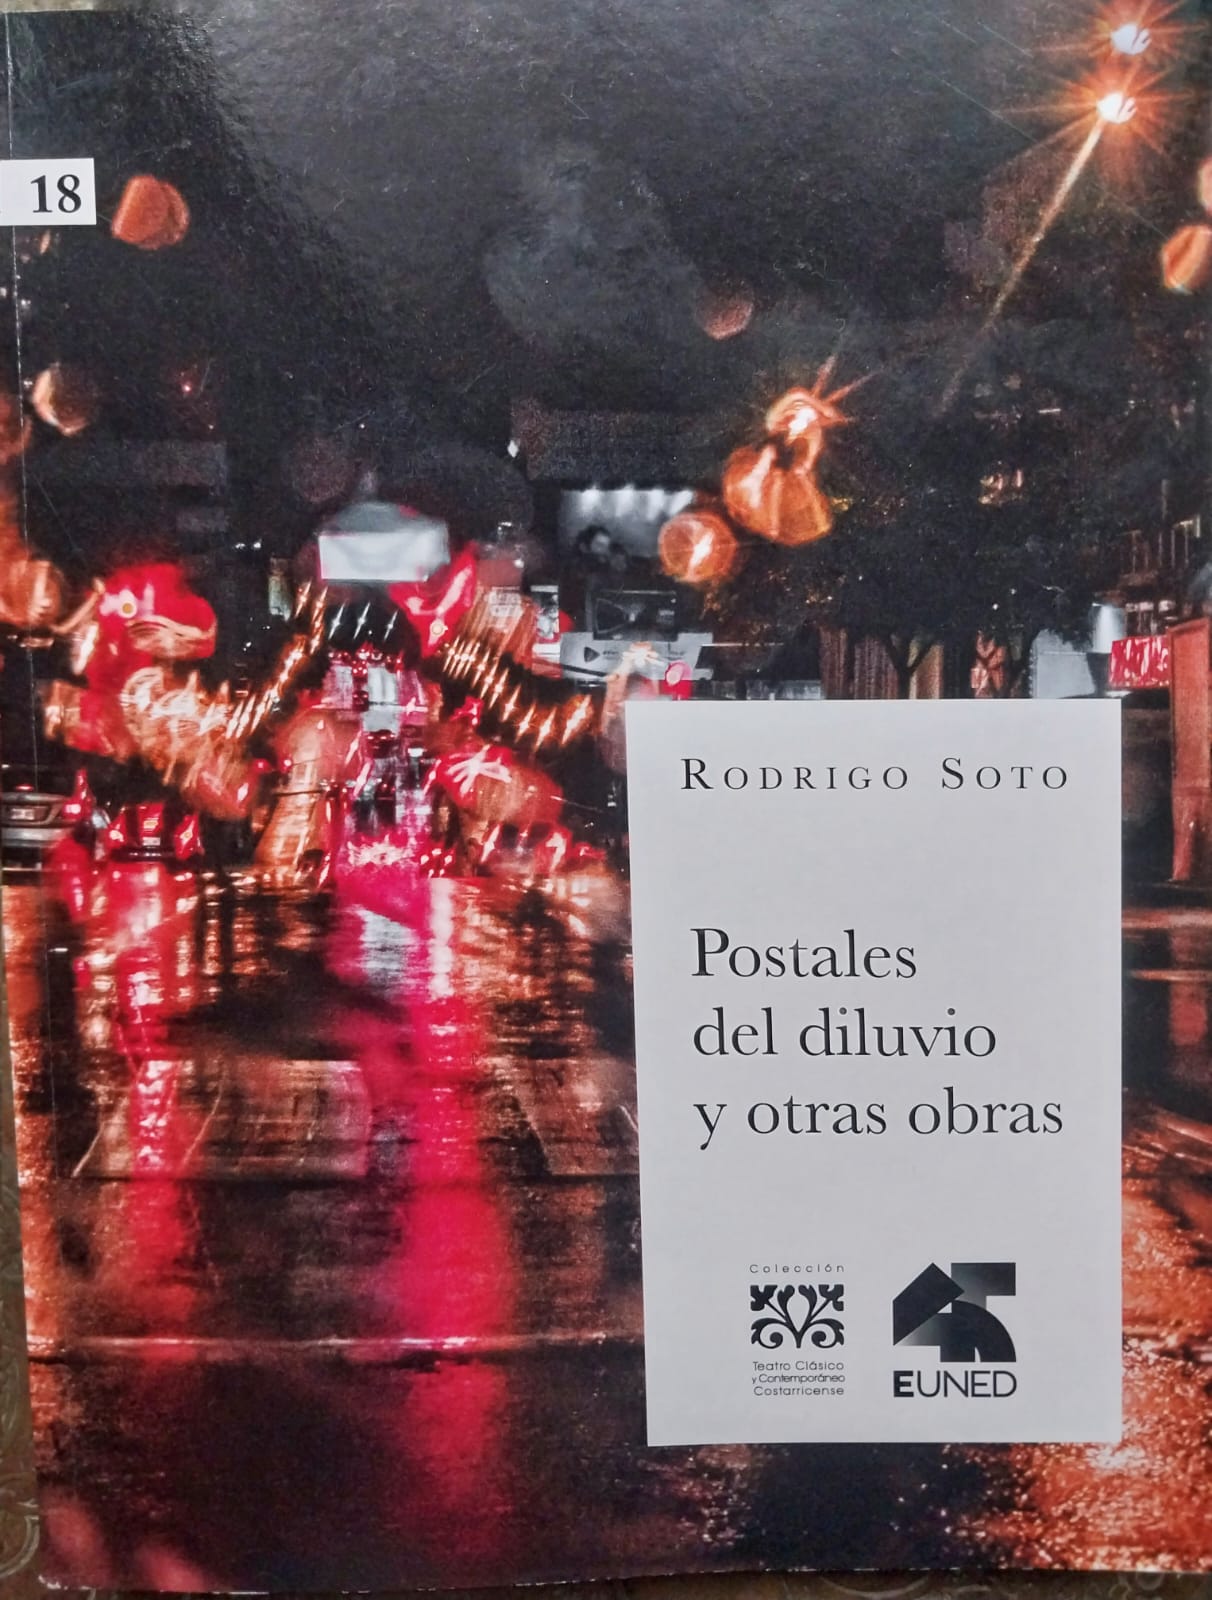 18
RODRIGO SOTO
Postales
del diluvio
y otras obras
Colección
Teatro Clásico
y Contemporáneo
Costarricense
EUNED